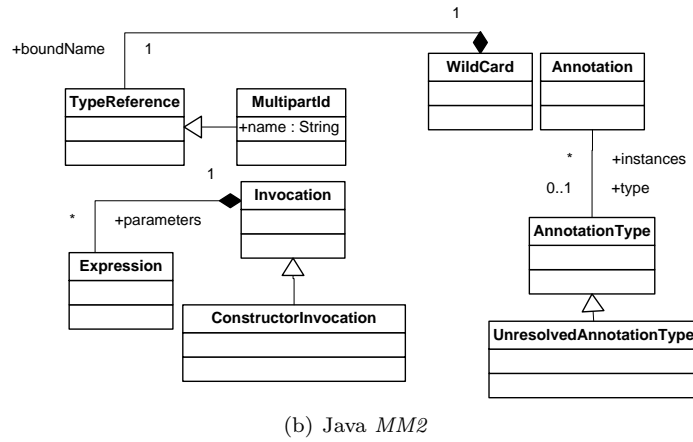 1
+boundName 1
WildCard Annotation
TypeReference MultipartId
+name : String
* +instances
1
0..1 +type
Invocation
* +parameters
AnnotationType
Expression
ConstructorInvocation
UnresolvedAnnotationType
(b) Java MM2